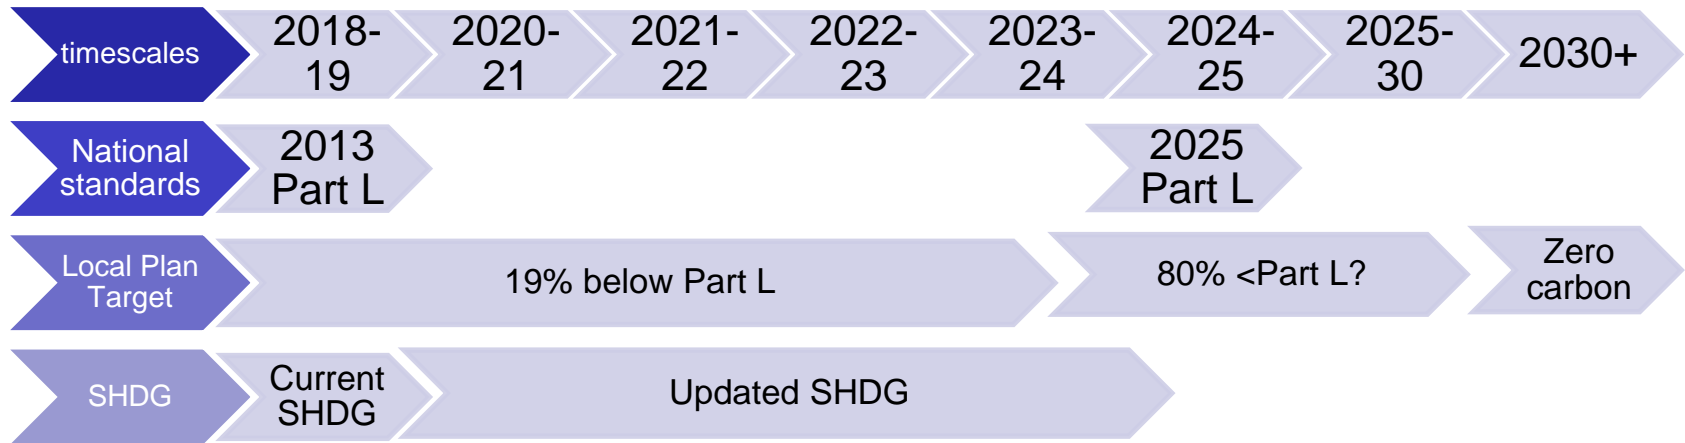 timescales
2018-
19
2020-
21
2021-
22
2022-
23
2023-
24
2024-
25
2025-
30
2030+
National
standards
2013
Part L
2025
Part L
Local Plan
Target
19% below Part L
80% <Part L?
Zero
carbon
SHDG
Current
SHDG
Updated SHDG